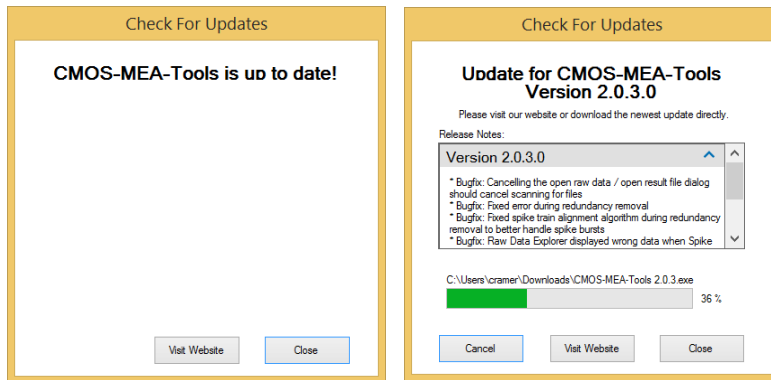 Check For Updates
CMOS-MEA-Tools is up to date!
Visit Website
Close
Check For Updates
Update for CMOS-MEA-Tools
Version 2.0.3.0
Please visit our website or download the newest update directly.
Release Notes:
Version 2.0.3.0
* Bugfix: Cancelling the open raw data / open result file dialog
should cancel scanning for files
* Bugfix: Fixed error during redundancy removal
* Bugfix: Fixed spike train alignment algorithm during redundancy
removal to better handle spike bursts
* Bugfix: Raw Data Explorer displayed wrong data when Spike
C:\Users\cramer\Downloads\CMOS-MEA-Tools 2.0.3.exe
36 %
Cancel
Visit Website
Close